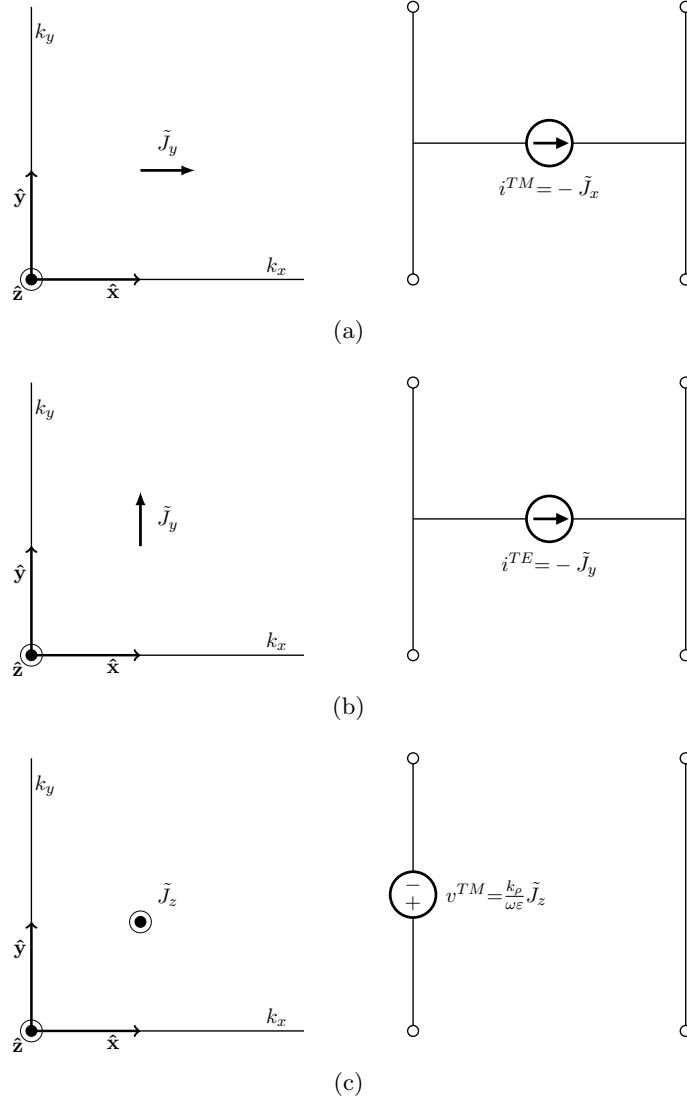 k_y
J̃_y
ŷ
i^{TM} = − J̃_x
k_x
ẑ
x̂
(a)
k_y
J̃_y
ŷ
i^{TE} = − J̃_y
k_x
ẑ
x̂
(b)
k_y
J̃_z
−
+
v^{TM} = \frac{k_ρ}{ωε} J̃_z
ŷ
k_x
ẑ
x̂
(c)